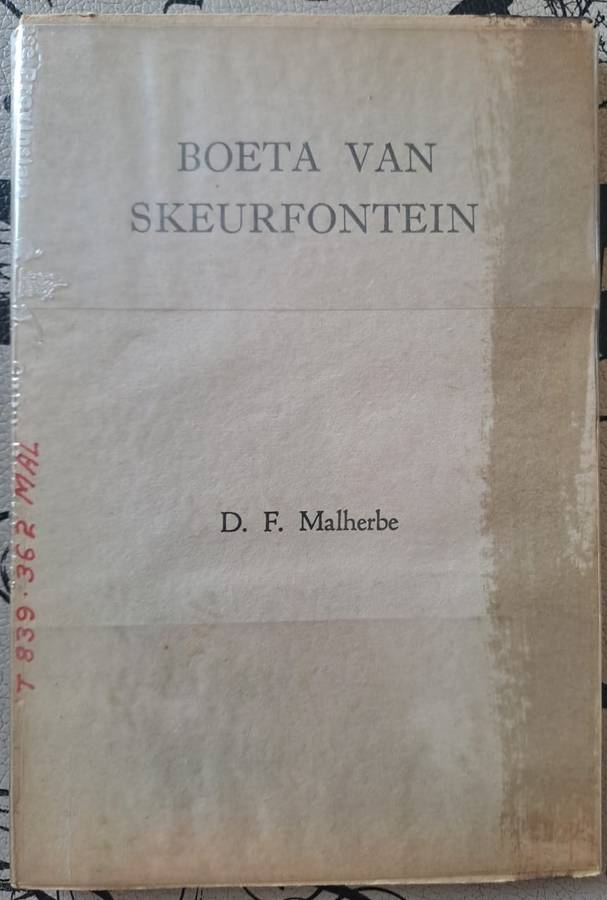 BOETA VAN
SKEURFONTEIN
D. F. Malherbe
T 839.362 MAL